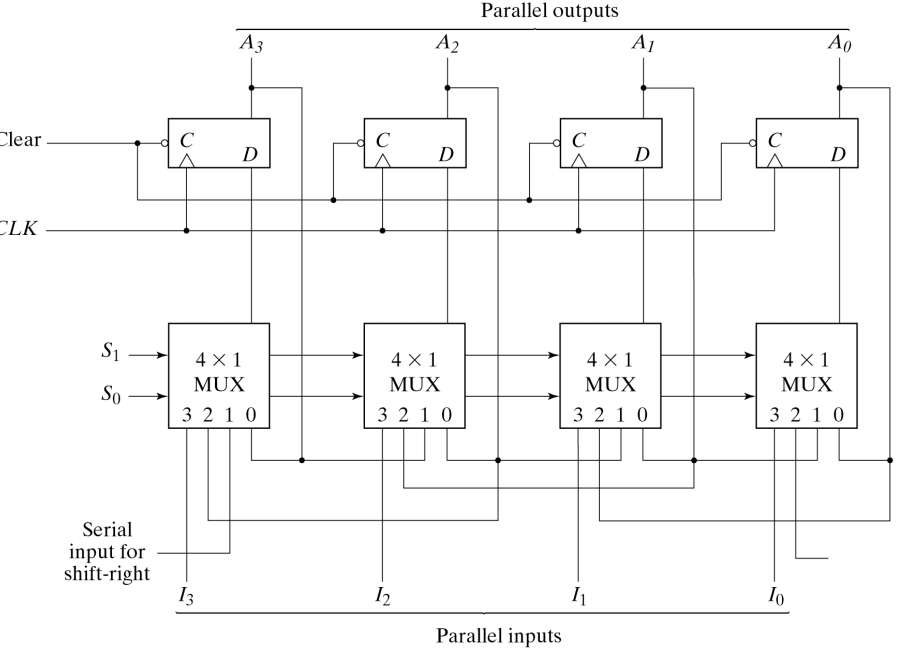 Parallel outputs
A3 A2 A1 A0
Clear C D C D C D C D
CLK
S1 4 × 1 4 × 1 4 × 1 4 × 1
S0 MUX MUX MUX MUX
3 2 1 0 3 2 1 0 3 2 1 0 3 2 1 0
Serial
input for
shift-right
I3 I2 I1 I0
Parallel inputs